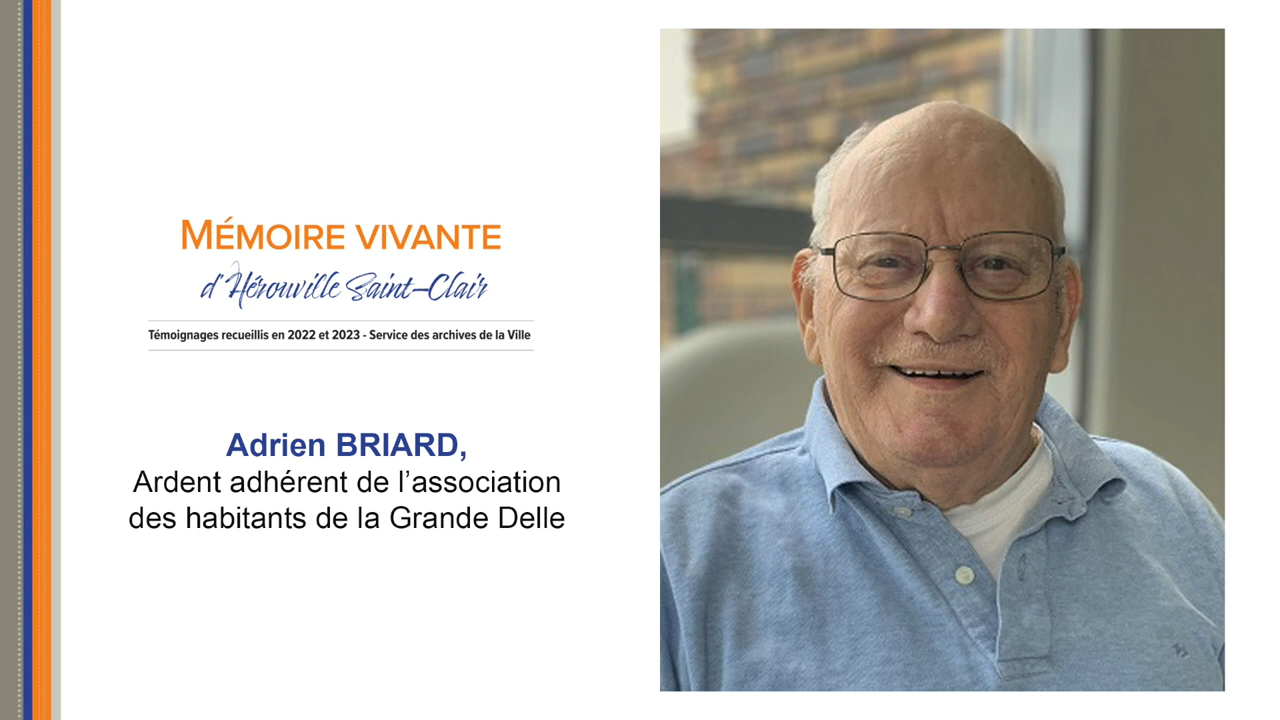 MÉMOIRE VIVANTE
d'Hérouville Saint-Clair
Témoignages recueillis en 2022 et 2023 - Service des archives de la Ville
Adrien BRIARD,
Ardent adhérent de l’association
des habitants de la Grande Delle